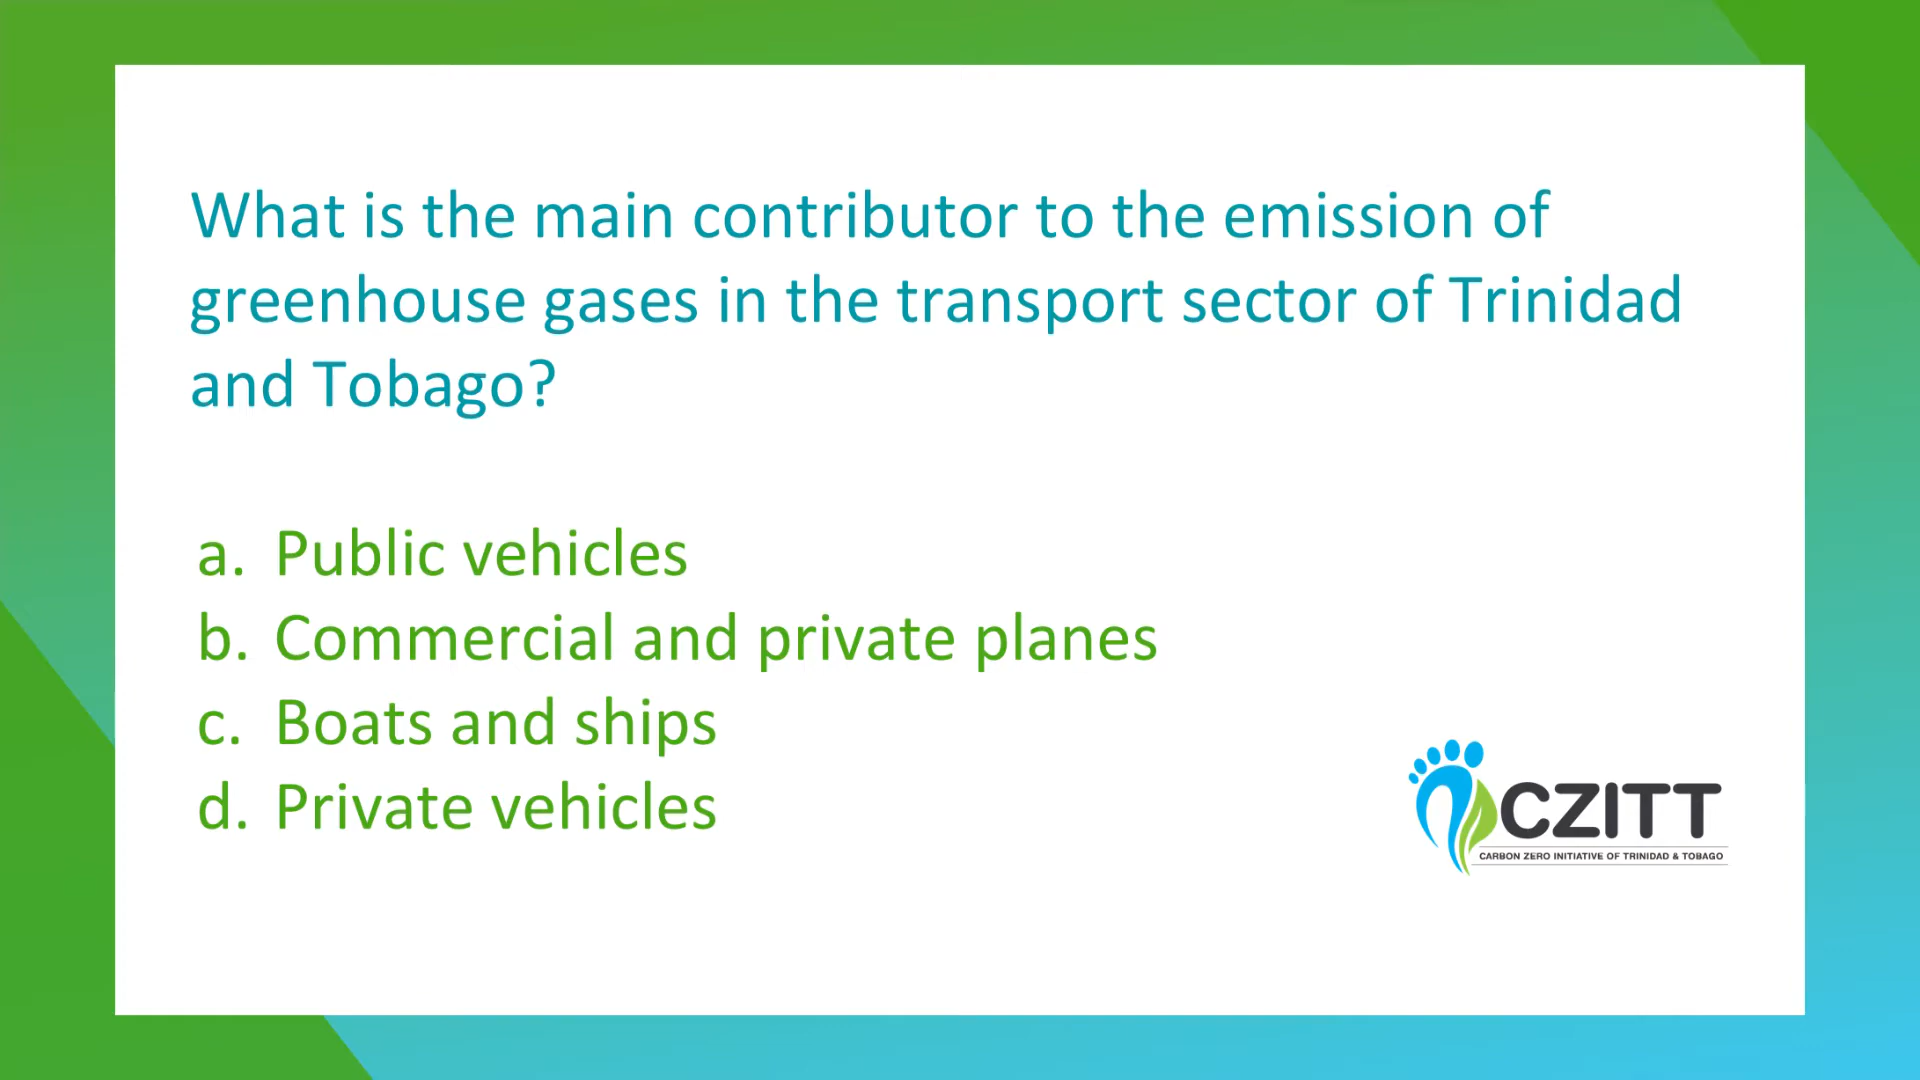 What is the main contributor to the emission of
greenhouse gases in the transport sector of Trinidad
and Tobago?
a. Public vehicles
b. Commercial and private planes
c. Boats and ships
d. Private vehicles
CZITT
CARBON ZERO INITIATIVE OF TRINIDAD & TOBAGO